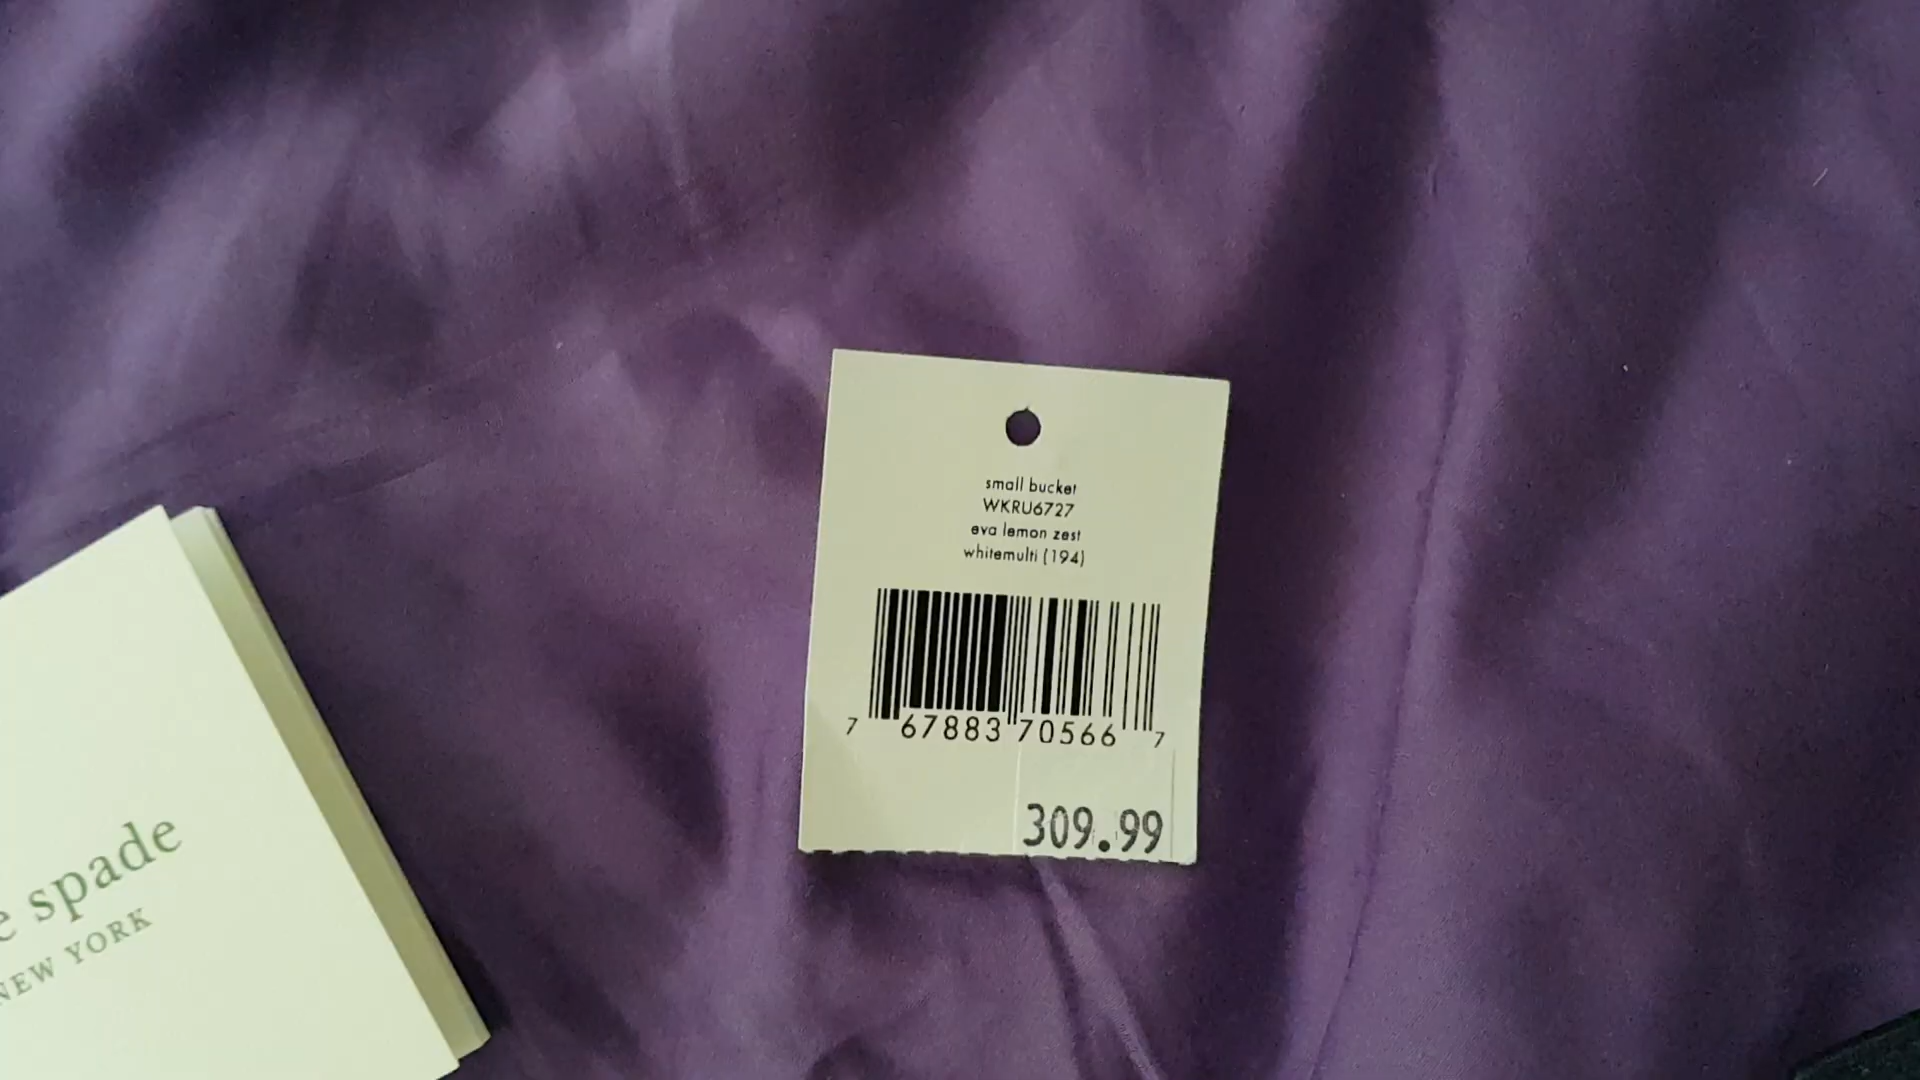 small bucket
WKRU6727
eva lemon zest
whitemulti (194)
7 67883 70566 7
309.99
e spade
NEW YORK